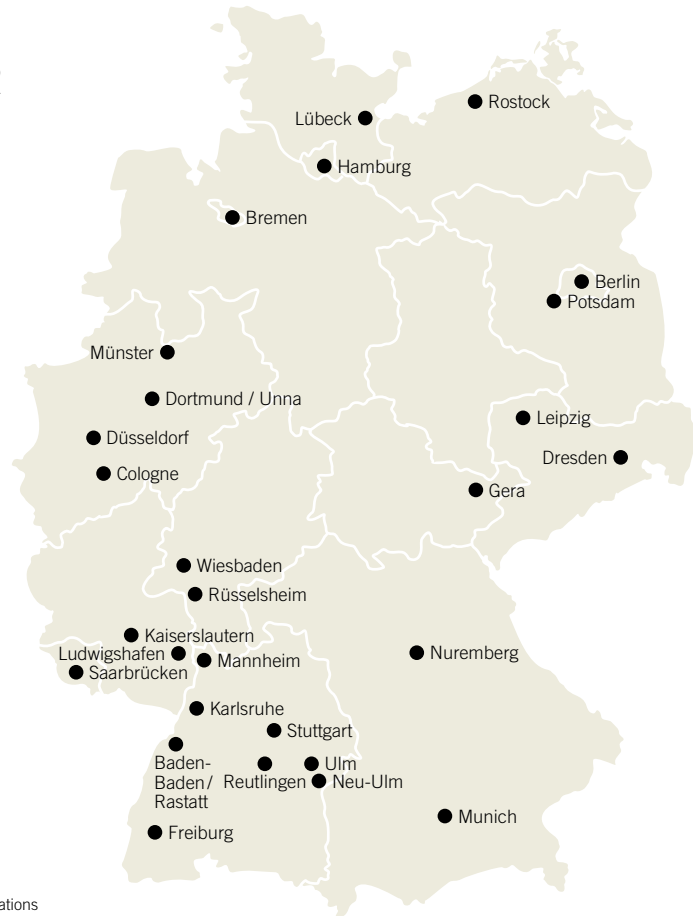 Rostock
Lübeck
Hamburg
Bremen
Berlin
Potsdam
Münster
Dortmund / Unna
Leipzig
Düsseldorf
Dresden
Cologne
Gera
Wiesbaden
Rüsselsheim
Kaiserslautern
Ludwigshafen
Nuremberg
Mannheim
Saarbrücken
Karlsruhe
Stuttgart
Baden-
Baden/
Rastatt
Ulm
Reutlingen
Neu-Ulm
Munich
Freiburg
ations